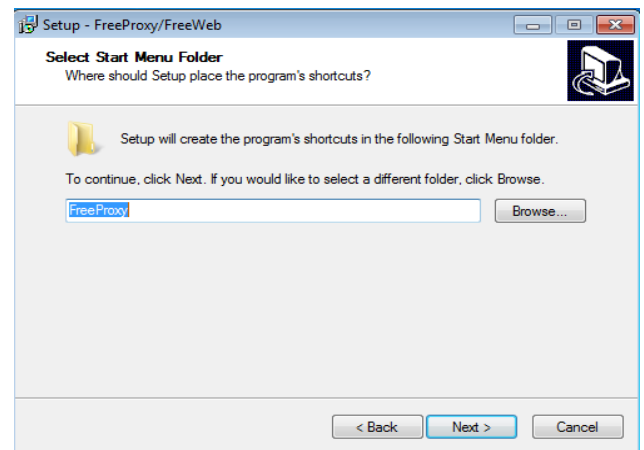 Setup - FreeProxy/FreeWeb
Select Start Menu Folder
Where should Setup place the program's shortcuts?
Setup will create the program's shortcuts in the following Start Menu folder.
To continue, click Next. If you would like to select a different folder, click Browse.
FreeProxy
Browse...
< Back
Next >
Cancel